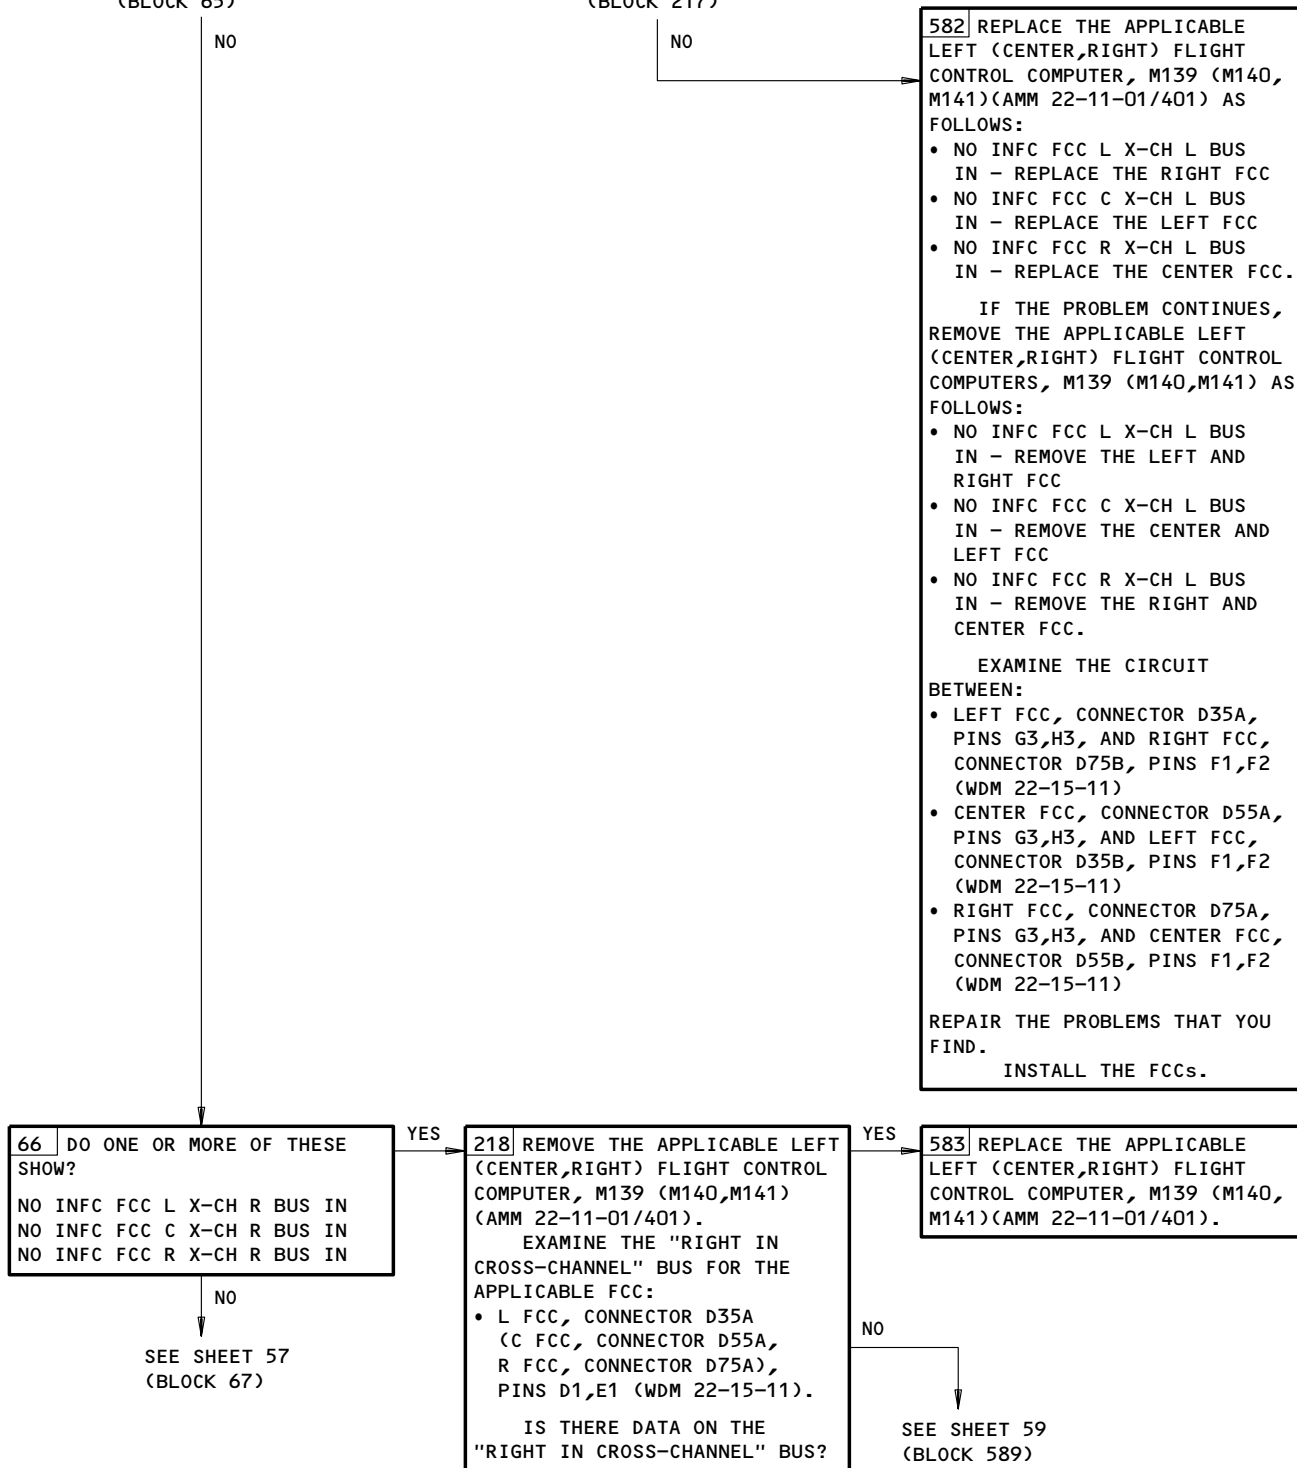 (BLOCK 65)
NO
(BLOCK 217)
NO
582 REPLACE THE APPLICABLE
LEFT (CENTER,RIGHT) FLIGHT
CONTROL COMPUTER, M139 (M140,
M141)(AMM 22-11-01/401) AS
FOLLOWS:
• NO INFC FCC L X-CH L BUS
IN - REPLACE THE RIGHT FCC
• NO INFC FCC C X-CH L BUS
IN - REPLACE THE LEFT FCC
• NO INFC FCC R X-CH L BUS
IN - REPLACE THE CENTER FCC.
IF THE PROBLEM CONTINUES,
REMOVE THE APPLICABLE LEFT
(CENTER,RIGHT) FLIGHT CONTROL
COMPUTERS, M139 (M140,M141) AS
FOLLOWS:
• NO INFC FCC L X-CH L BUS
IN - REMOVE THE LEFT AND
RIGHT FCC
• NO INFC FCC C X-CH L BUS
IN - REMOVE THE CENTER AND
LEFT FCC
• NO INFC FCC R X-CH L BUS
IN - REMOVE THE RIGHT AND
CENTER FCC.
EXAMINE THE CIRCUIT
BETWEEN:
• LEFT FCC, CONNECTOR D35A,
PINS G3,H3, AND RIGHT FCC,
CONNECTOR D75B, PINS F1,F2
(WDM 22-15-11)
• CENTER FCC, CONNECTOR D55A,
PINS G3,H3, AND LEFT FCC,
CONNECTOR D35B, PINS F1,F2
(WDM 22-15-11)
• RIGHT FCC, CONNECTOR D75A,
PINS G3,H3, AND CENTER FCC,
CONNECTOR D55B, PINS F1,F2
(WDM 22-15-11)
REPAIR THE PROBLEMS THAT YOU
FIND.
INSTALL THE FCCs.
66 DO ONE OR MORE OF THESE
SHOW?
NO INFC FCC L X-CH R BUS IN
NO INFC FCC C X-CH R BUS IN
NO INFC FCC R X-CH R BUS IN
NO
SEE SHEET 57
(BLOCK 67)
YES
218 REMOVE THE APPLICABLE LEFT
(CENTER,RIGHT) FLIGHT CONTROL
COMPUTER, M139 (M140,M141)
(AMM 22-11-01/401).
EXAMINE THE "RIGHT IN
CROSS-CHANNEL" BUS FOR THE
APPLICABLE FCC:
• L FCC, CONNECTOR D35A
(C FCC, CONNECTOR D55A,
R FCC, CONNECTOR D75A),
PINS D1,E1 (WDM 22-15-11).
IS THERE DATA ON THE
"RIGHT IN CROSS-CHANNEL" BUS?
YES
583 REPLACE THE APPLICABLE
LEFT (CENTER,RIGHT) FLIGHT
CONTROL COMPUTER, M139 (M140,
M141)(AMM 22-11-01/401).
NO
SEE SHEET 59
(BLOCK 589)